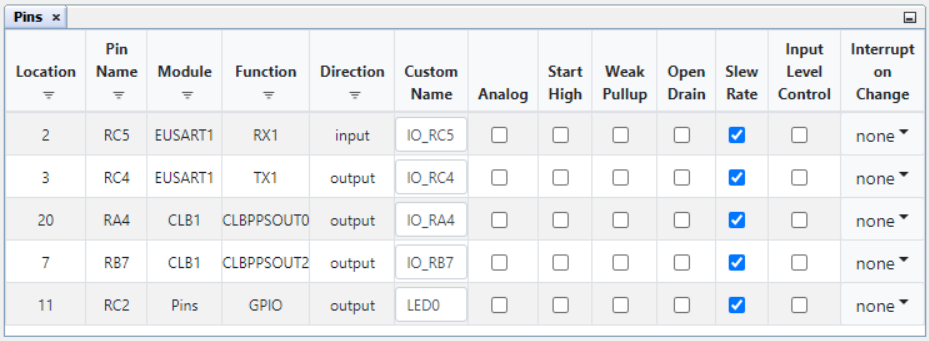 Pins ×
Location Pin Name Module Function Direction Custom Name Analog Start High Weak Pullup Open Drain Slew Rate Input Level Control Interrupt on Change
2 RC5 EUSART1 RX1 input IO_RC5 none
3 RC4 EUSART1 TX1 output IO_RC4 none
20 RA4 CLB1 CLBPPSOUT0 output IO_RA4 none
7 RB7 CLB1 CLBPPSOUT2 output IO_RB7 none
11 RC2 Pins GPIO output LED0 none